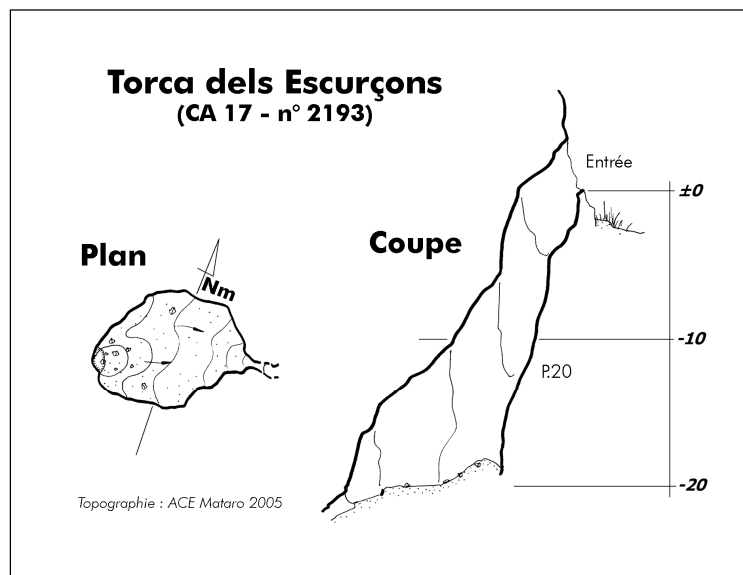 Torca dels Escurçons
(CA 17 - n° 2193)
Entrée
±0
Plan
Coupe
Nm
-10
P.20
-20
Topographie : ACE Mataro 2005